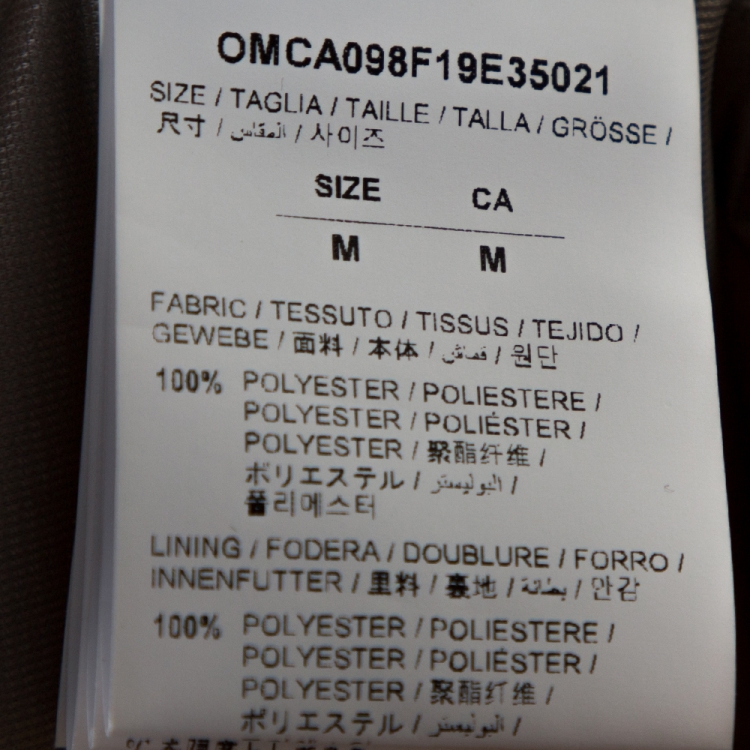 OMCA098F19E35021
SIZE / TAGLIA / TAILLE / TALLA / GRÖSSE /
尺寸 / المقاس / 사이즈
SIZE CA
M M
FABRIC / TESSUTO / TISSUS / TEJIDO /
GEWEBE / 面料 / 本体 / قماش / 원단
100% POLYESTER / POLIESTERE /
POLYESTER / POLIÉSTER /
POLYESTER / 聚酯纤维 /
ポリエステル / البوليستر /
폴리에스터
LINING / FODERA / DOUBLURE / FORRO /
INNENFUTTER / 里料 / 裏地 / بطانة / 안감
100% POLYESTER / POLIESTERE /
POLYESTER / POLIÉSTER /
POLYESTER / 聚酯纤维 /
ポリエステル / البوليستر /